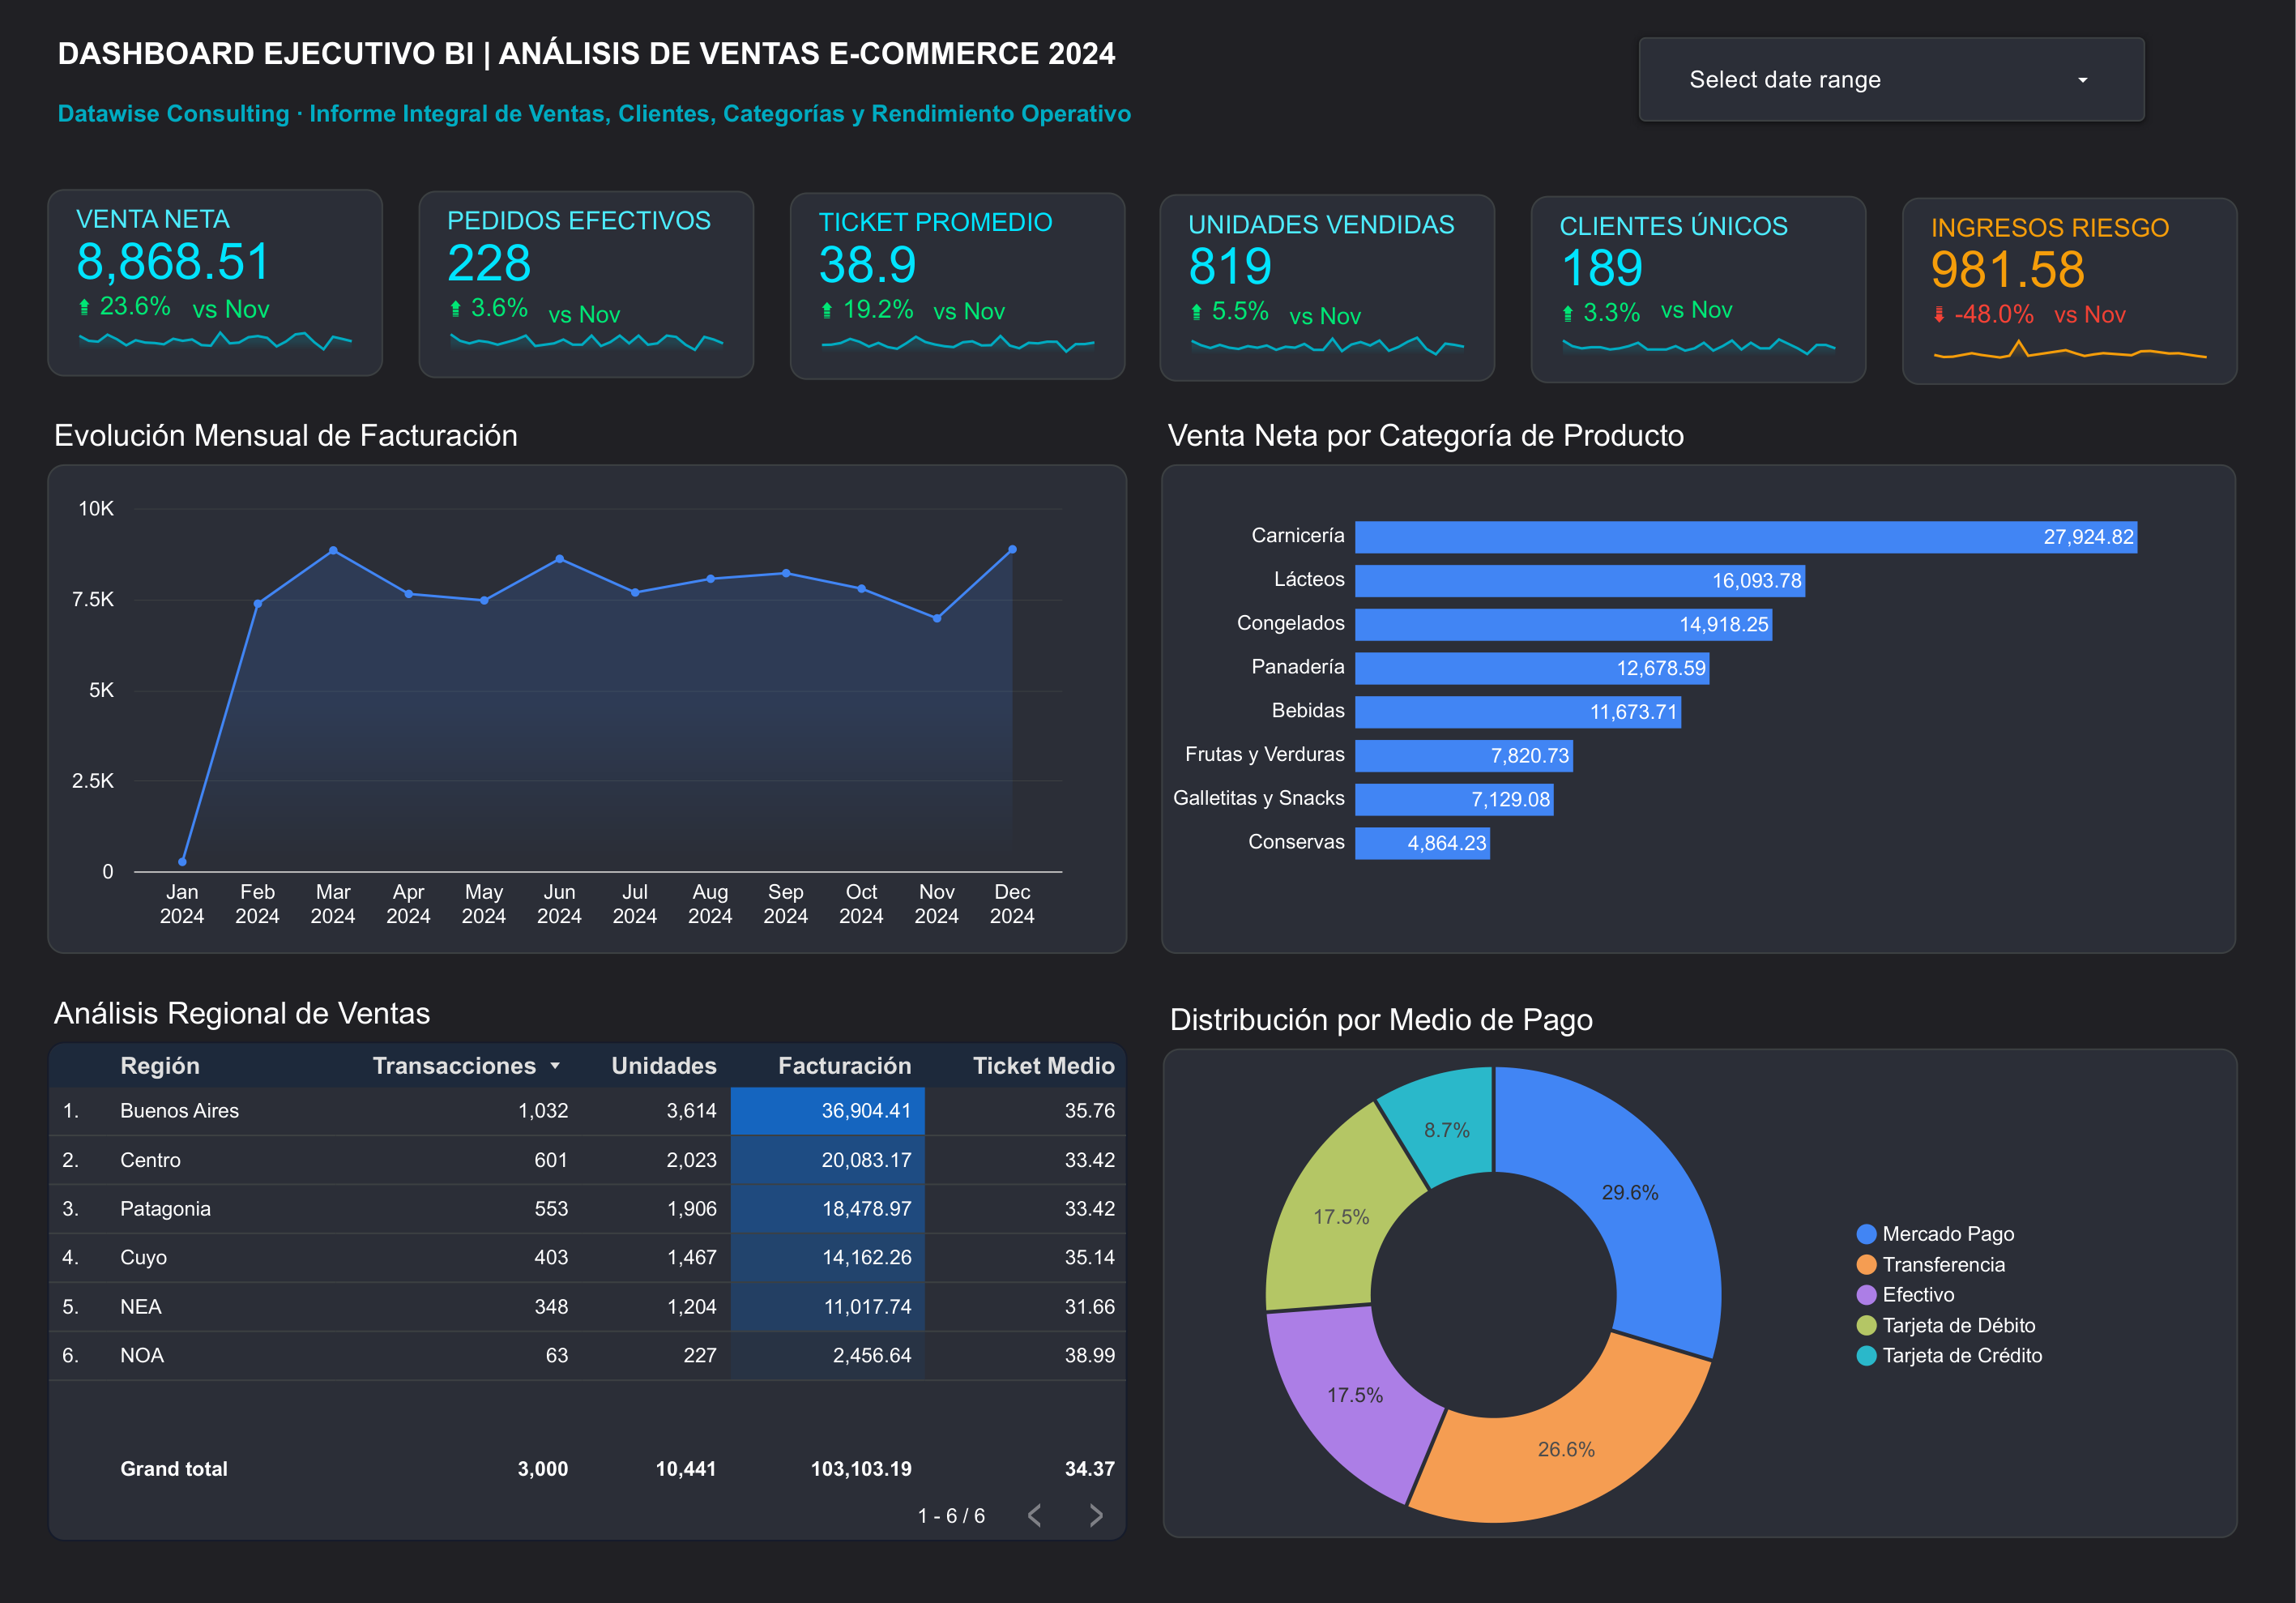 DASHBOARD EJECUTIVO BI | ANÁLISIS DE VENTAS E-COMMERCE 2024
Datawise Consulting · Informe Integral de Ventas, Clientes, Categorías y Rendimiento Operativo
Select date range
VENTA NETA
8,868.51
23.6% vs Nov
PEDIDOS EFECTIVOS
228
3.6% vs Nov
TICKET PROMEDIO
38.9
19.2% vs Nov
UNIDADES VENDIDAS
819
5.5% vs Nov
CLIENTES ÚNICOS
189
3.3% vs Nov
INGRESOS RIESGO
981.58
-48.0% vs Nov
Evolución Mensual de Facturación
10K
7.5K
5K
2.5K
0
Jan Feb Mar Apr May Jun Jul Aug Sep Oct Nov Dec
2024 2024 2024 2024 2024 2024 2024 2024 2024 2024 2024 2024
Venta Neta por Categoría de Producto
Carnicería 27,924.82
Lácteos 16,093.78
Congelados 14,918.25
Panadería 12,678.59
Bebidas 11,673.71
Frutas y Verduras 7,820.73
Galletitas y Snacks 7,129.08
Conservas 4,864.23
Análisis Regional de Ventas
Región Transacciones Unidades Facturación Ticket Medio
1. Buenos Aires 1,032 3,614 36,904.41 35.76
2. Centro 601 2,023 20,083.17 33.42
3. Patagonia 553 1,906 18,478.97 33.42
4. Cuyo 403 1,467 14,162.26 35.14
5. NEA 348 1,204 11,017.74 31.66
6. NOA 63 227 2,456.64 38.99
Grand total 3,000 10,441 103,103.19 34.37
1 - 6 / 6
Distribución por Medio de Pago
8.7%
29.6%
17.5%
17.5%
26.6%
Mercado Pago
Transferencia
Efectivo
Tarjeta de Débito
Tarjeta de Crédito